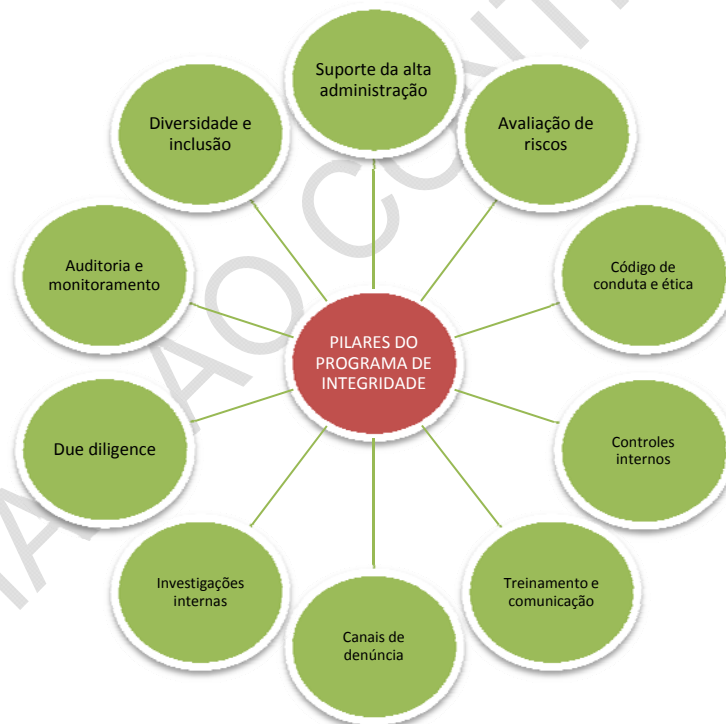 Suporte da alta
administração
Avaliação de
riscos
Código de
conduta e ética
Controles
internos
Treinamento e
comunicação
Canais de
denúncia
Investigações
internas
Due diligence
Auditoria e
monitoramento
Diversidade e
inclusão
PILARES DO
PROGRAMA DE
INTEGRIDADE